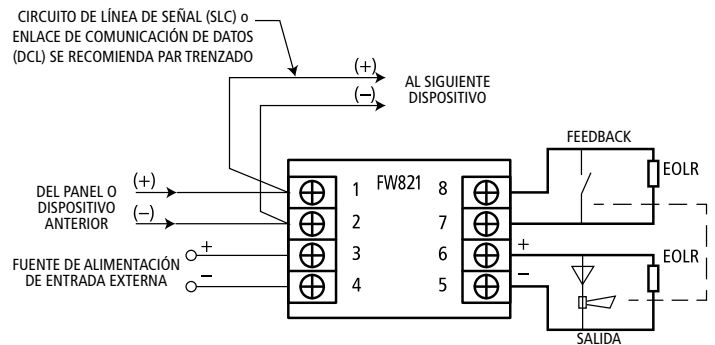 CIRCUITO DE LÍNEA DE SEÑAL (SLC) o
ENLACE DE COMUNICACIÓN DE DATOS
(DCL) SE RECOMIENDA PAR TRENZADO
(+)
(−)
AL SIGUIENTE
DISPOSITIVO
DEL PANEL O
DISPOSITIVO
ANTERIOR
(+)
(−)
FUENTE DE ALIMENTACIÓN
DE ENTRADA EXTERNA
+
−
FW821
1
2
3
4
8
7
6
5
FEEDBACK
EOLR
+
−
EOLR
SALIDA